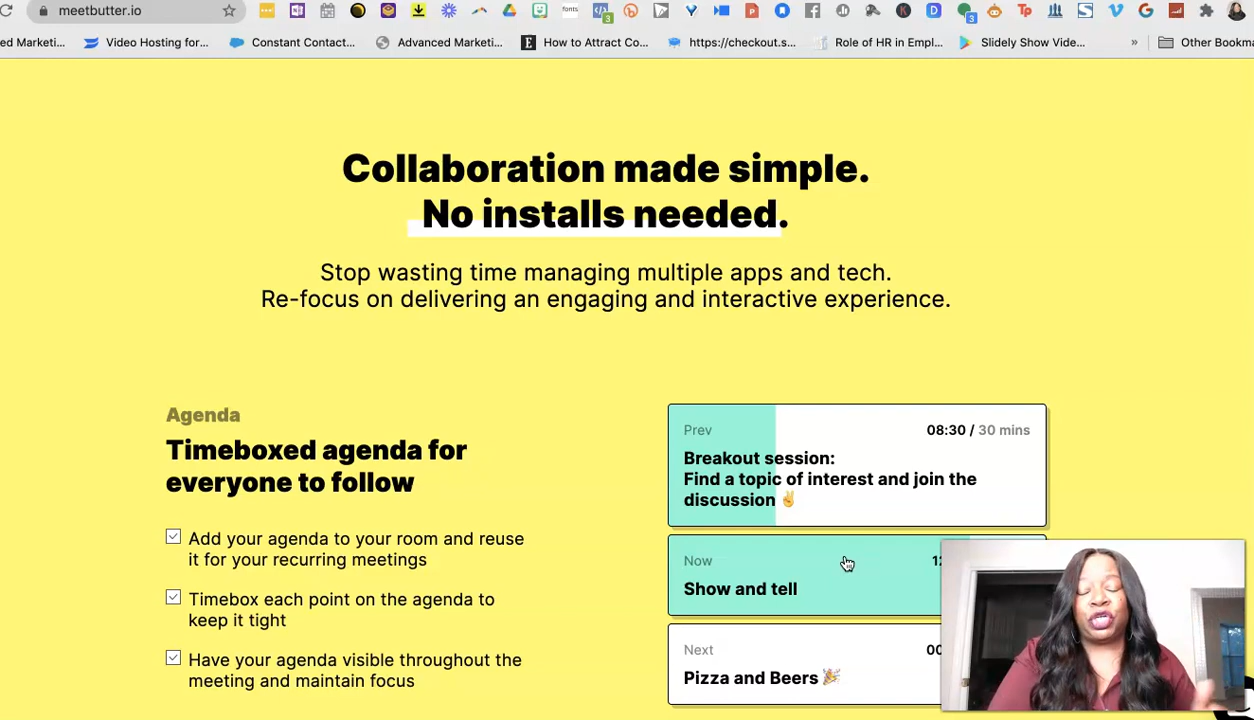 meetbutter.io
ed Marketi...
Video Hosting for...
Constant Contact...
Advanced Marketi...
How to Attract Co...
https://checkout.s...
Role of HR in Empl...
Slidely Show Vide...
»
Other Bookma
Collaboration made simple.
No installs needed.
Stop wasting time managing multiple apps and tech.
Re-focus on delivering an engaging and interactive experience.
Agenda
Timeboxed agenda for
everyone to follow
Add your agenda to your room and reuse
it for your recurring meetings
Timebox each point on the agenda to
keep it tight
Have your agenda visible throughout the
meeting and maintain focus
Prev
08:30 / 30 mins
Breakout session:
Find a topic of interest and join the
discussion ✌
Now
12
Show and tell
Next
00
Pizza and Beers 🎉